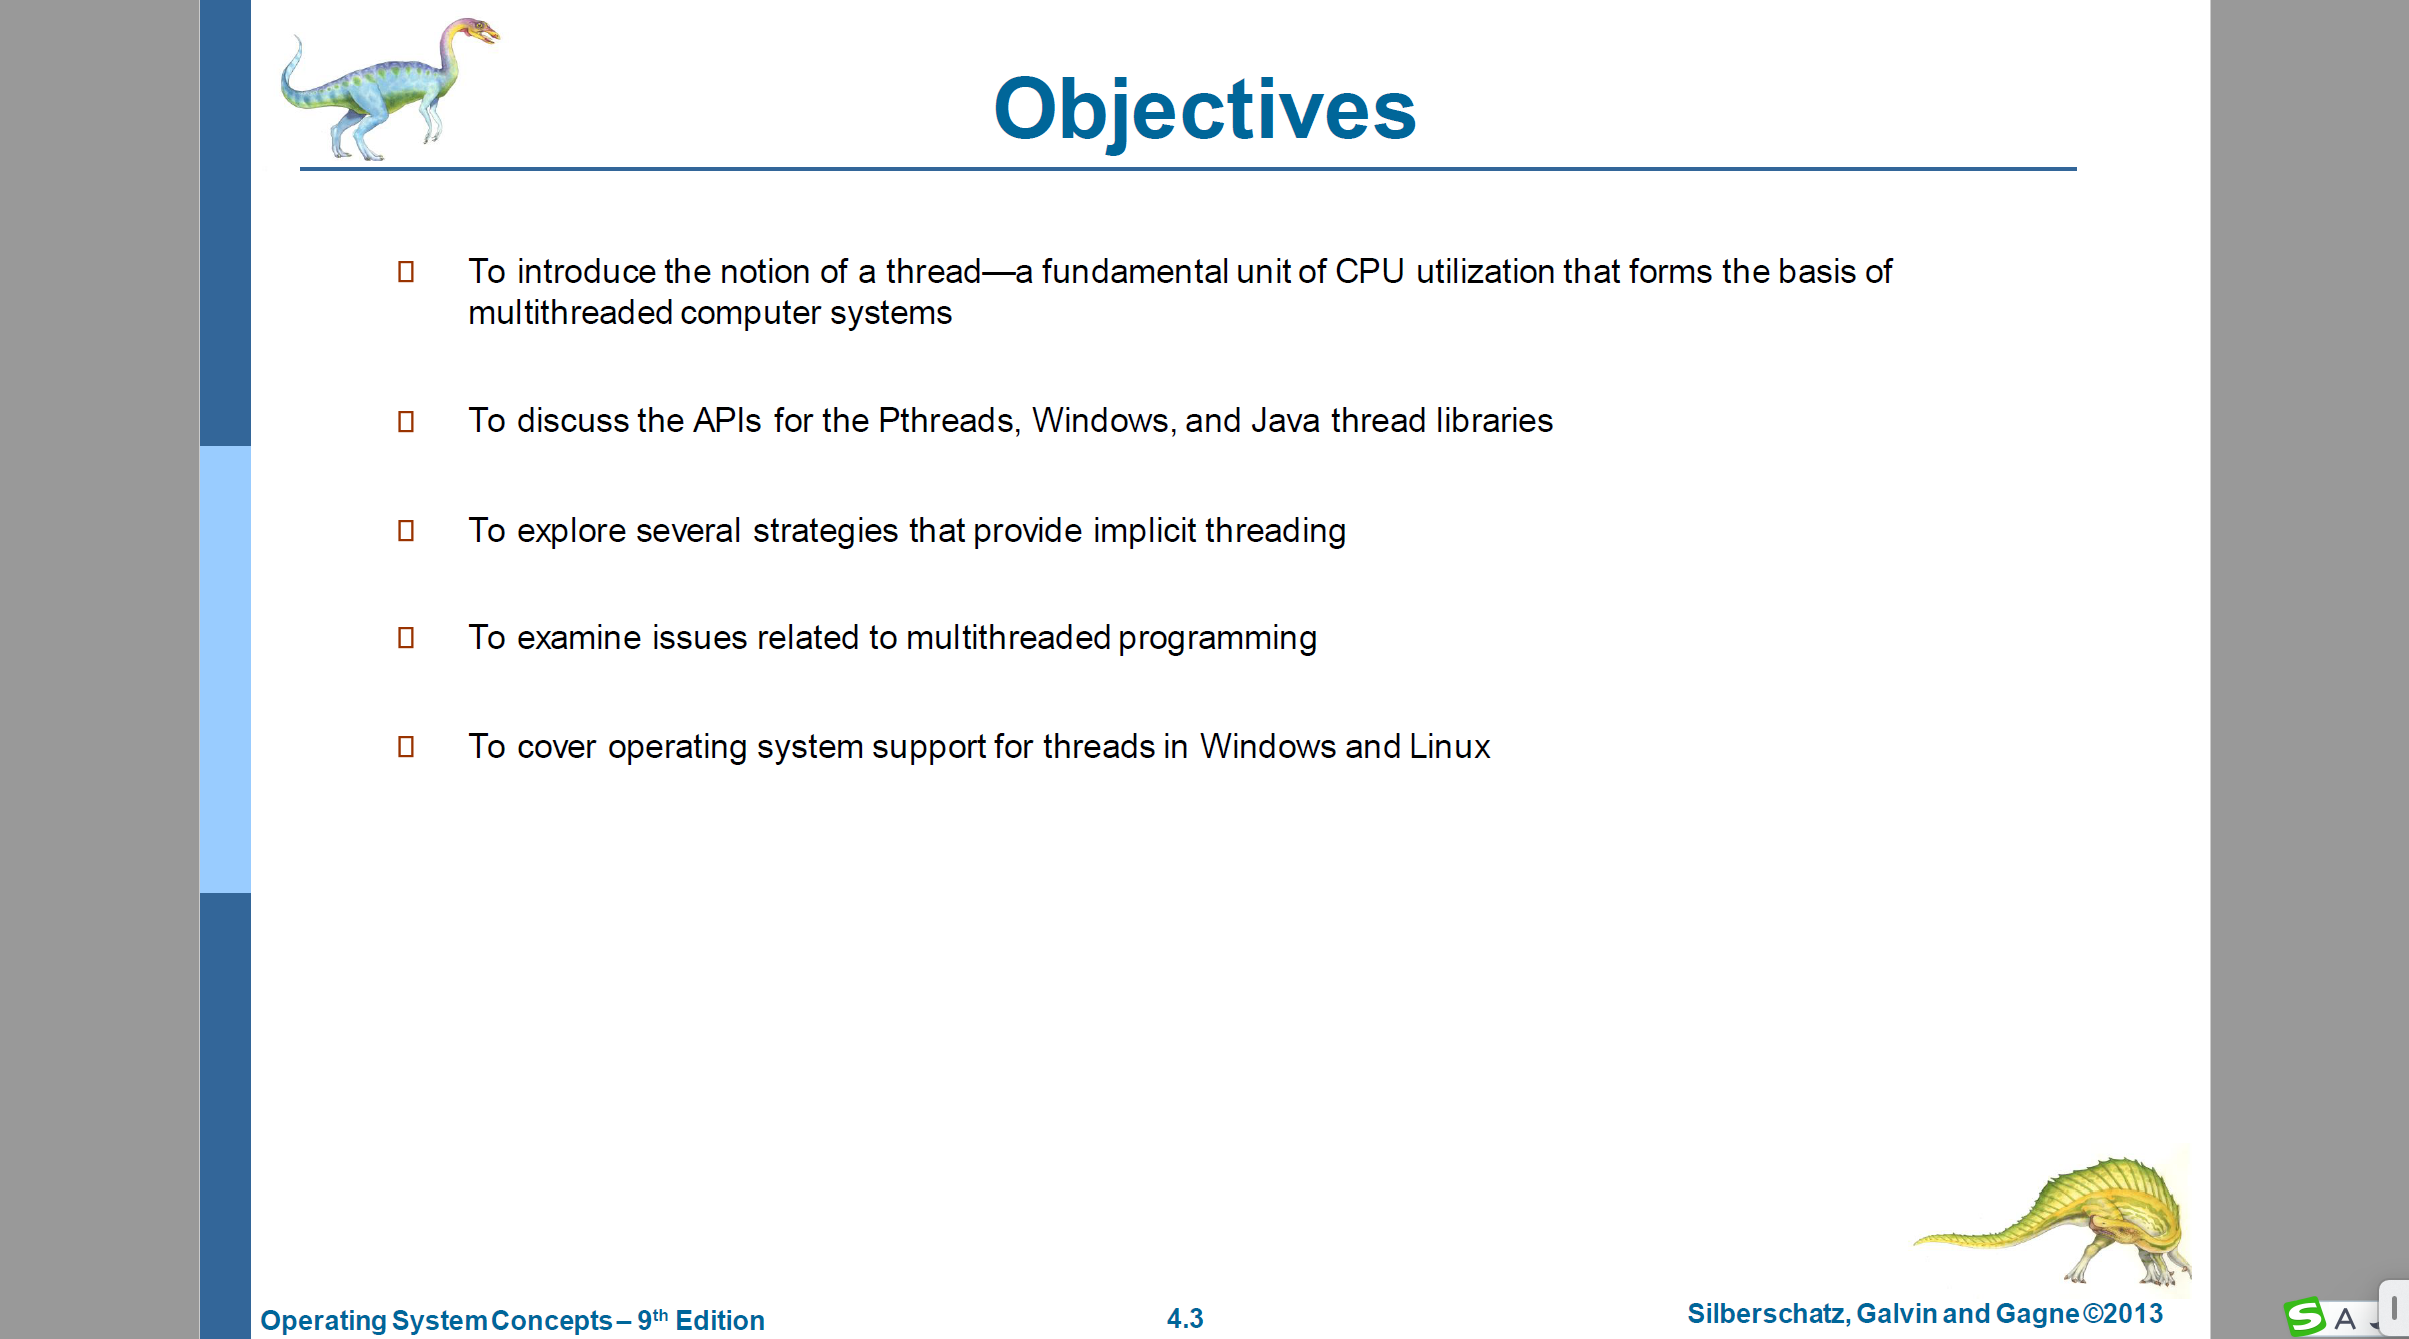 Objectives
To introduce the notion of a thread—a fundamental unit of CPU utilization that forms the basis of
multithreaded computer systems
To discuss the APIs for the Pthreads, Windows, and Java thread libraries
To explore several strategies that provide implicit threading
To examine issues related to multithreaded programming
To cover operating system support for threads in Windows and Linux
Operating System Concepts – 9th Edition
4.3
Silberschatz, Galvin and Gagne ©2013
S A